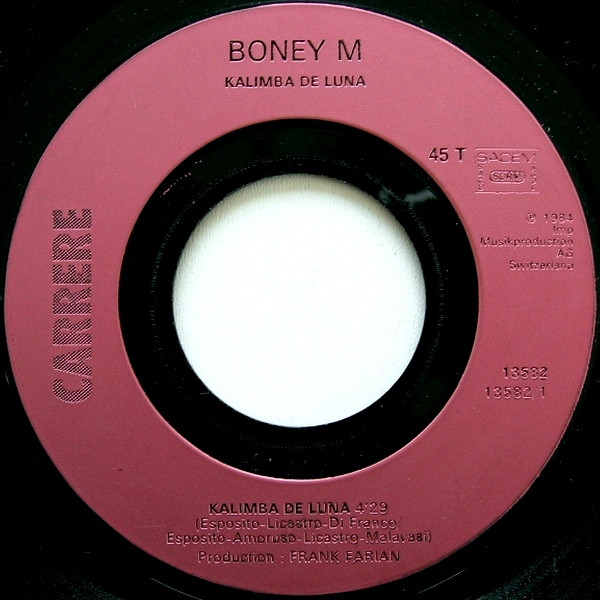 BONEY M
KALIMBA DE LUNA
45 T
SACEM
SDRM
CARRERE
℗ 1984
Imp
Musikproduction
AG
Switzerland
13582
13582/1
KALIMBA DE LUNA 4'29
(Esposito-Licastro-Di Franco/
Esposito-Amoruso-Licastro-Malavasi)
Production : FRANK FARIAN